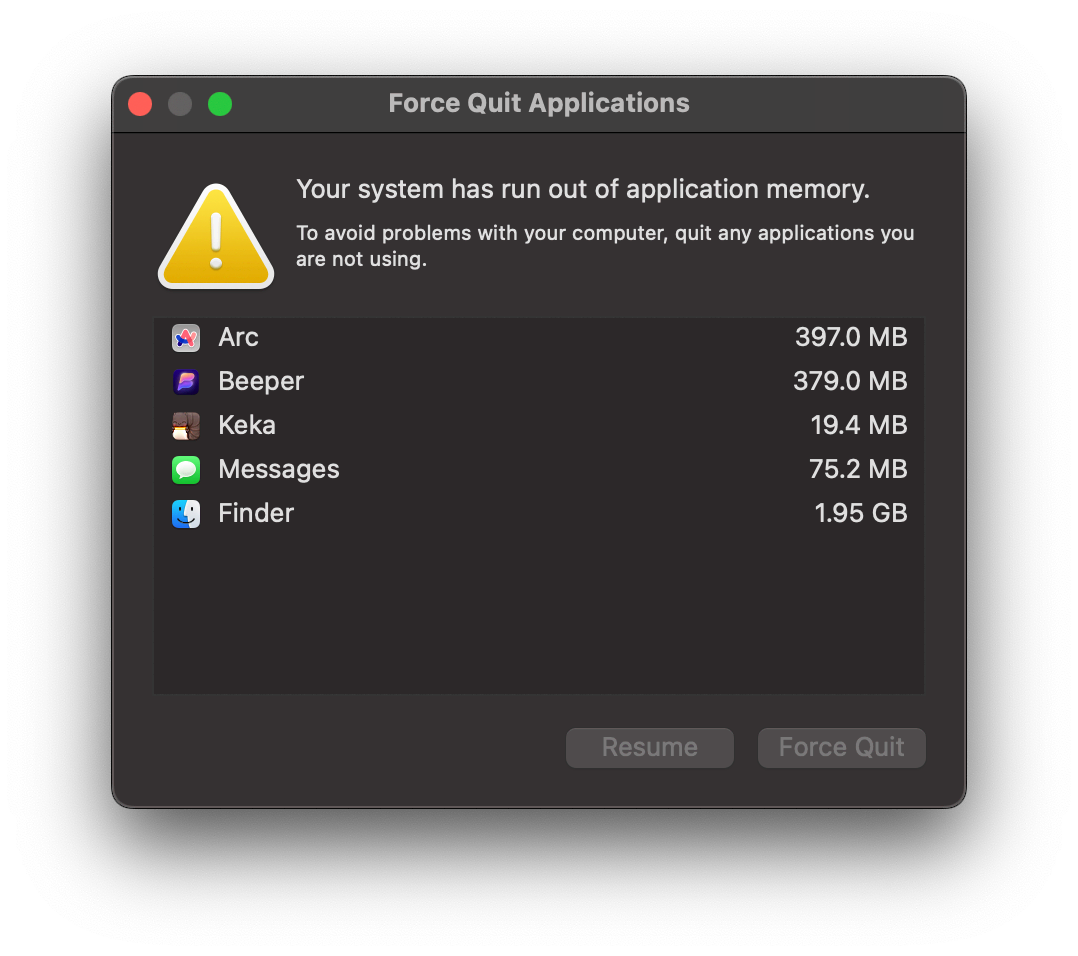 Force Quit Applications
Your system has run out of application memory.
To avoid problems with your computer, quit any applications you
are not using.
Arc 397.0 MB
Beeper 379.0 MB
Keka 19.4 MB
Messages 75.2 MB
Finder 1.95 GB
Resume Force Quit